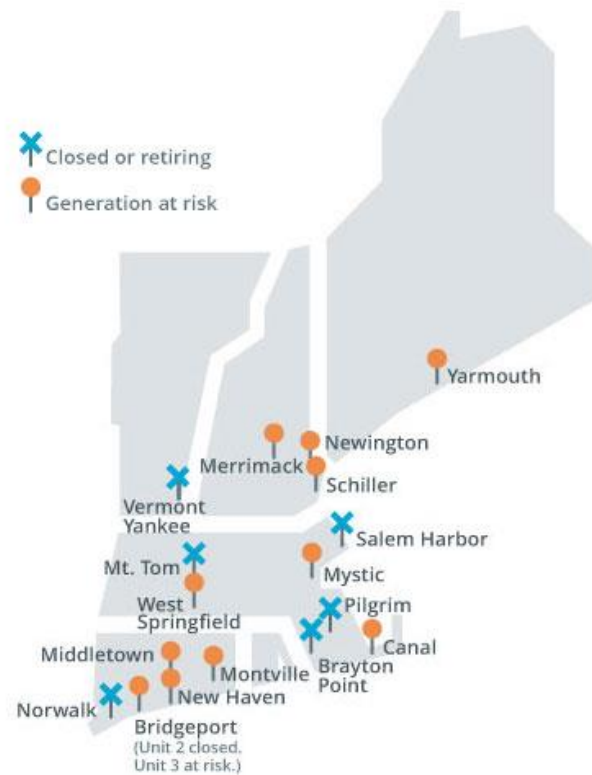 Closed or retiring
Generation at risk
Yarmouth
Newington
Merrimack
Schiller
Vermont
Yankee
Salem Harbor
Mt. Tom
Mystic
West
Springfield
Pilgrim
Canal
Brayton
Point
Middletown
Montville
New Haven
Norwalk
Bridgeport
(Unit 2 closed.
Unit 3 at risk.)